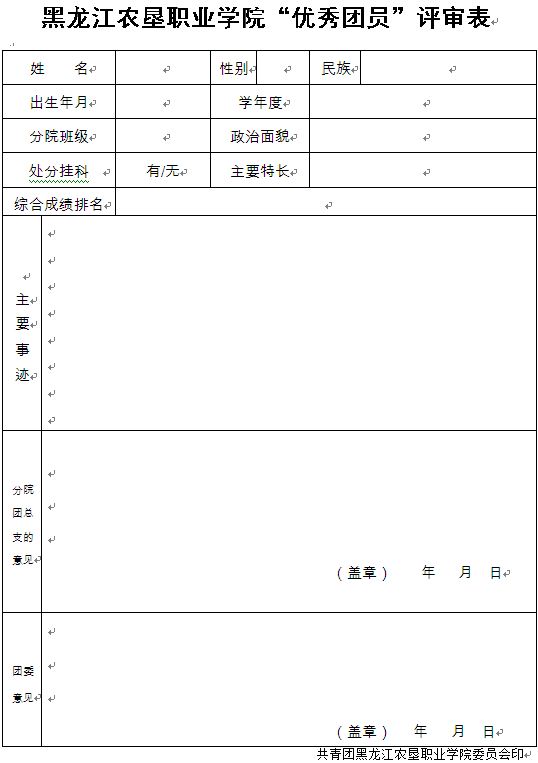 黑龙江农垦职业学院“优秀团员”评审表
姓 名 性别 民族
出生年月 学年度
分院班级 政治面貌
处分挂科 有/无 主要特长
综合成绩排名
主
要
事
迹
分院
团总
支的
意见
（盖章） 年 月 日
团委
意见
（盖章） 年 月 日
共青团黑龙江农垦职业学院委员会印